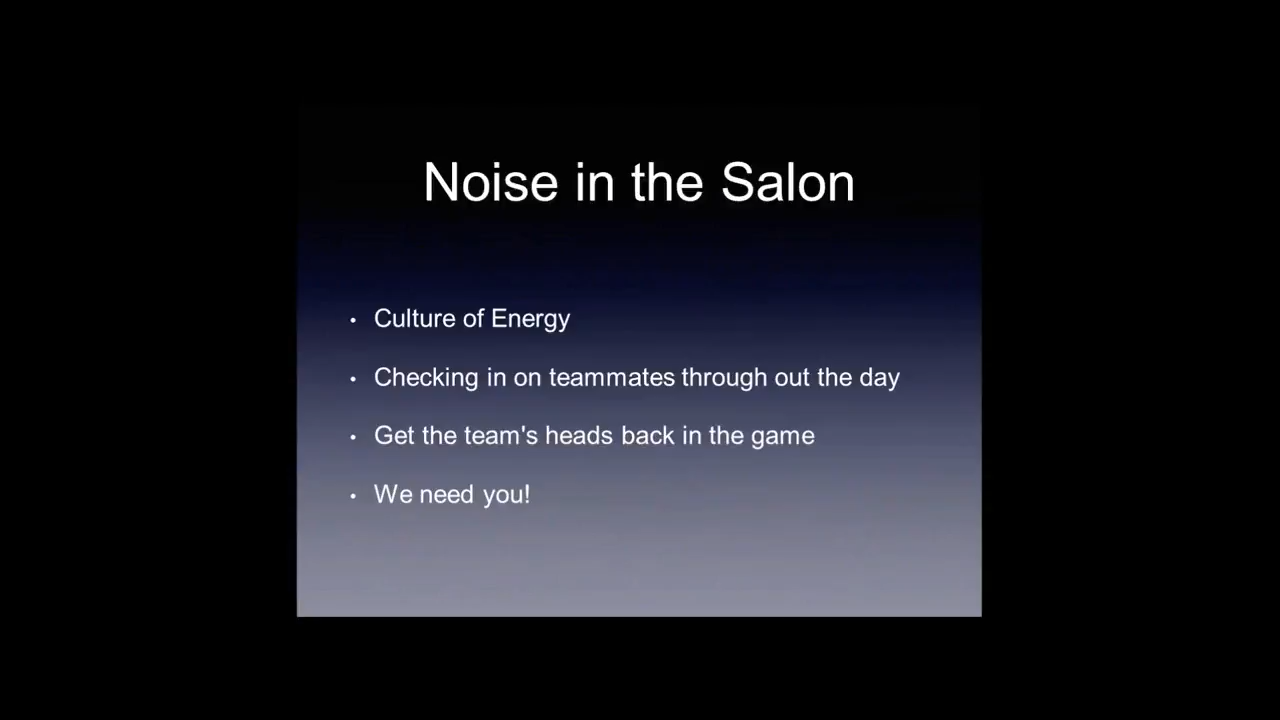 Noise in the Salon
• Culture of Energy
• Checking in on teammates through out the day
• Get the team's heads back in the game
• We need you!